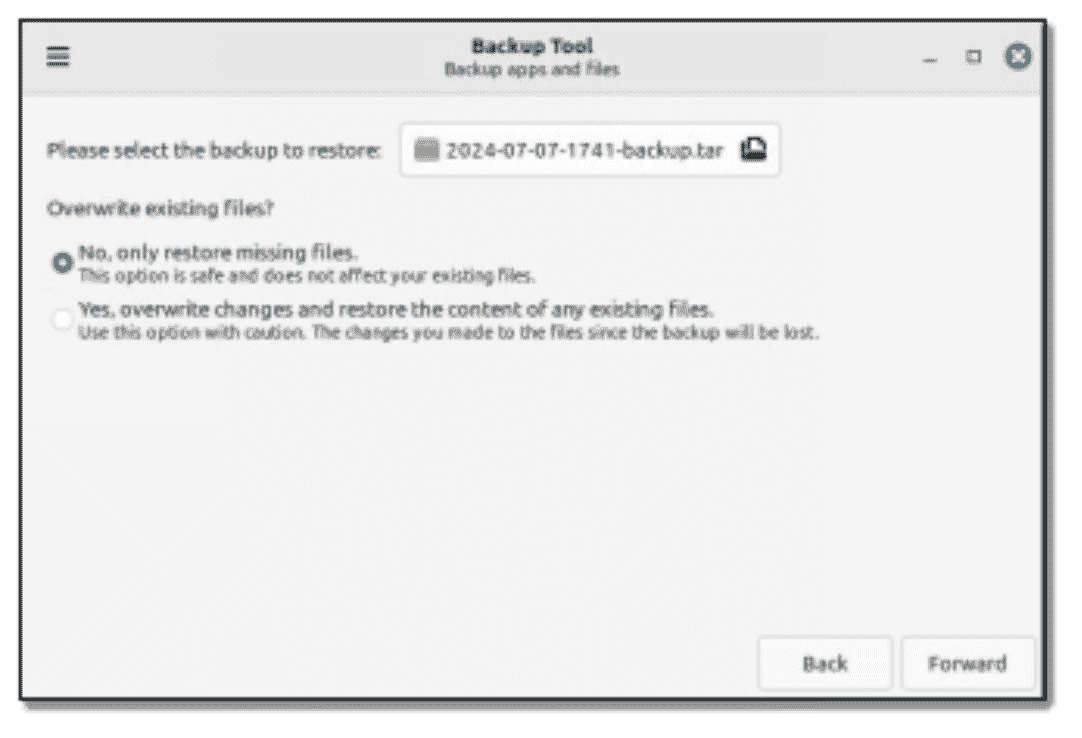 Backup Tool
Backup apps and files
Please select the backup to restore: 2024-07-07-1741-backup.tar
Overwrite existing files?
No, only restore missing files.
This option is safe and does not affect your existing files.
Yes, overwrite changes and restore the content of any existing files.
Use this option with caution. The changes you made to the files since the backup will be lost.
Back Forward